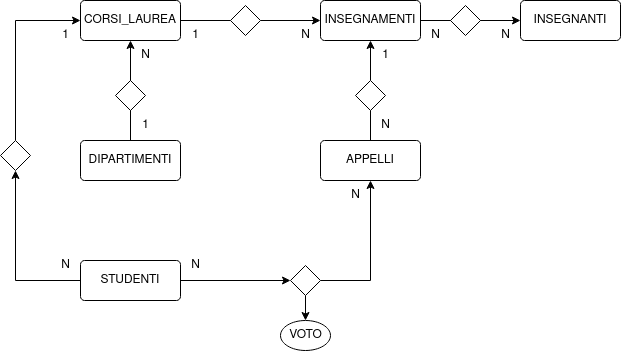 CORSI_LAUREA
INSEGNAMENTI
INSEGNANTI
1
1
N
N
N
N
1
1
N
DIPARTIMENTI
APPELLI
N
N
N
STUDENTI
VOTO